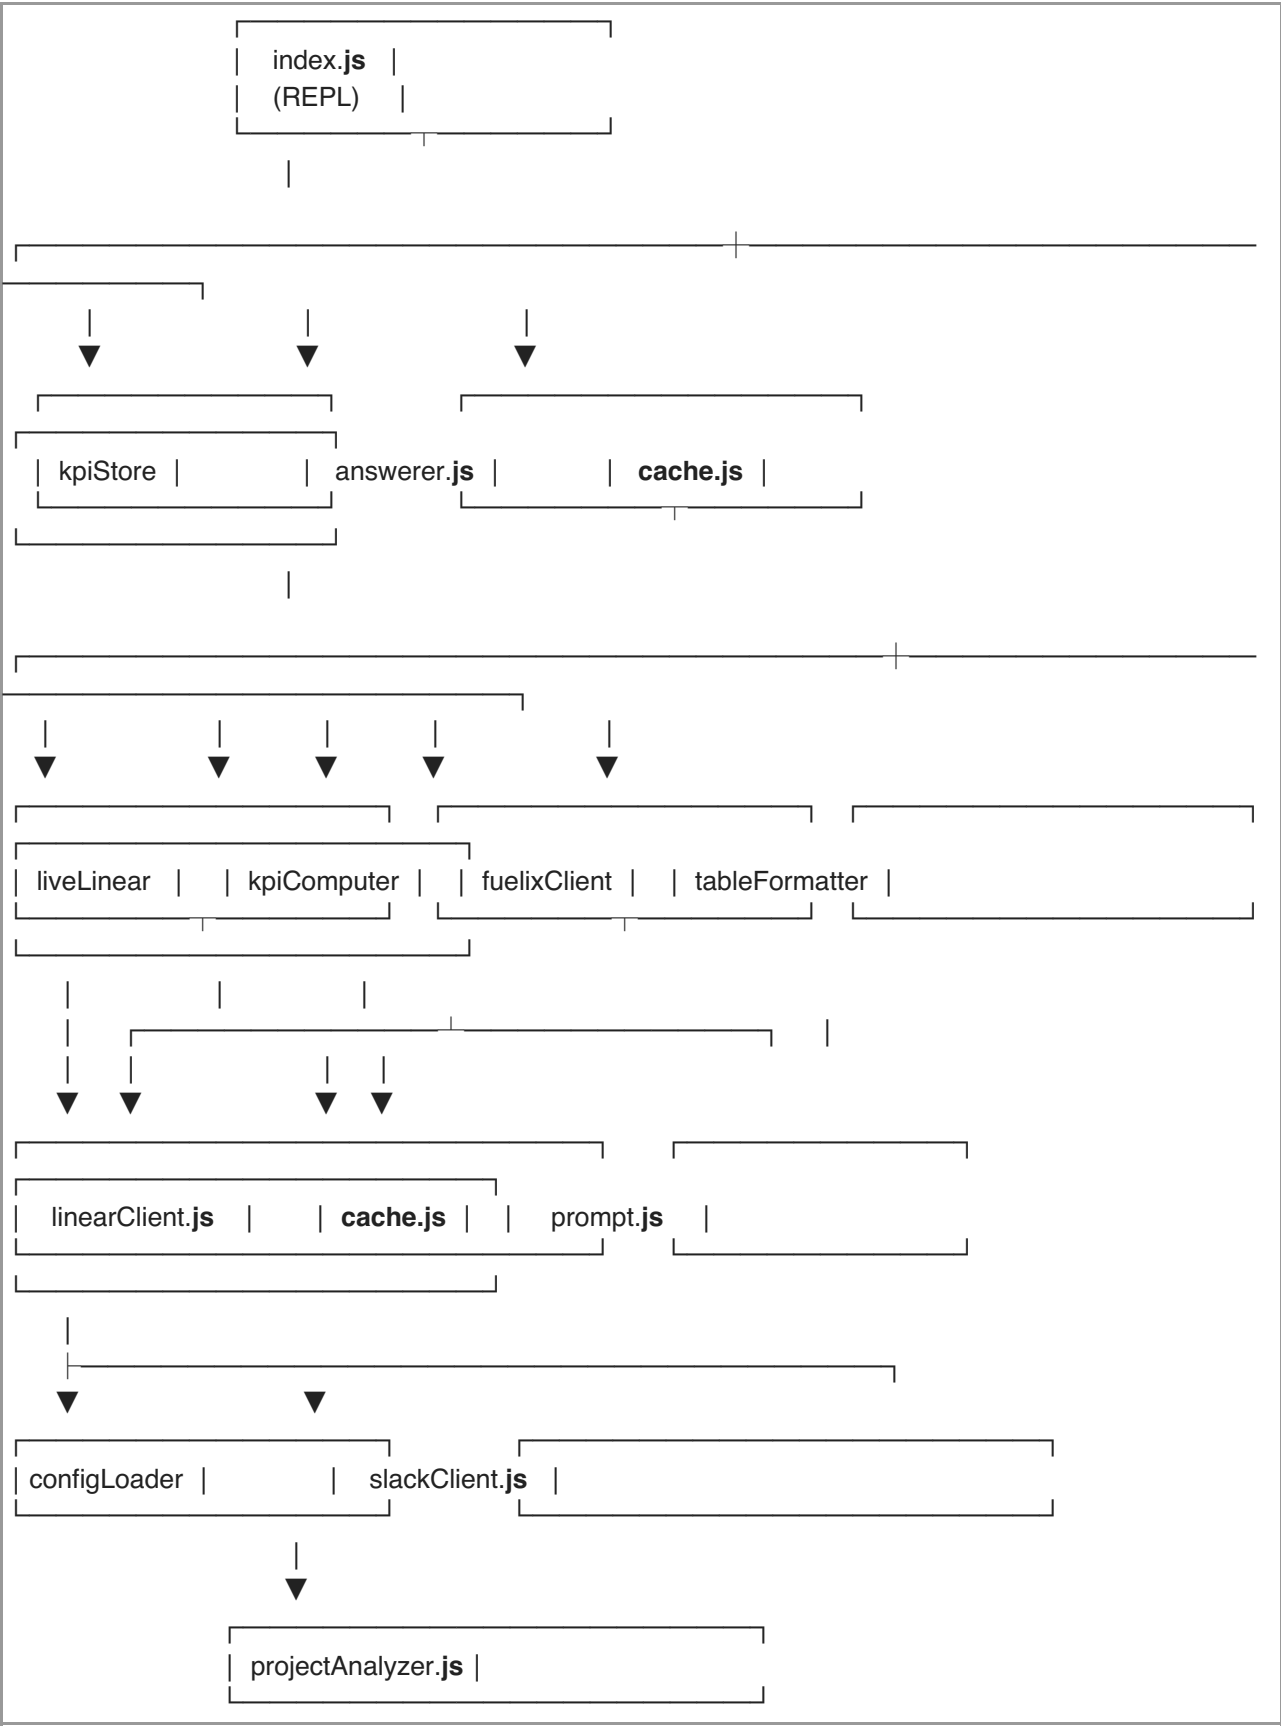 index.js
(REPL)
kpiStore answerer.js cache.js
liveLinear kpiComputer fuelixClient tableFormatter
linearClient.js cache.js prompt.js
configLoader slackClient.js
projectAnalyzer.js